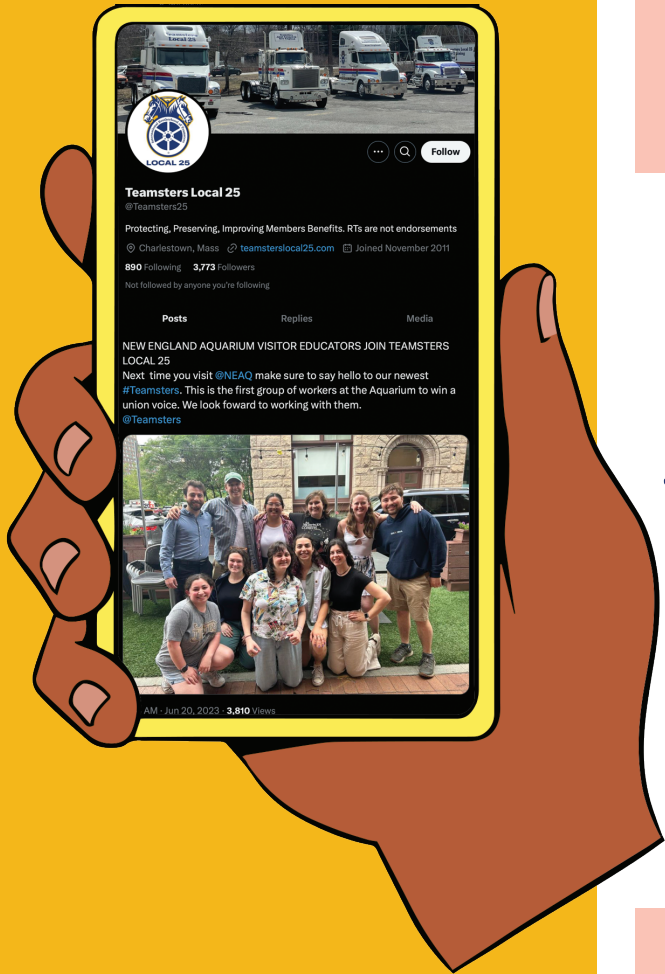 Teamsters
Local 25
LOCAL 25
Follow
Teamsters Local 25
@Teamsters25
Protecting, Preserving, Improving Members Benefits. RTs are not endorsements
Charlestown, Mass teamsterslocal25.com Joined November 2011
890 Following 3,773 Followers
Not followed by anyone you're following
Posts Replies Media
NEW ENGLAND AQUARIUM VISITOR EDUCATORS JOIN TEAMSTERS
LOCAL 25
Next time you visit @NEAQ make sure to say hello to our newest
#Teamsters. This is the first group of workers at the Aquarium to win a
union voice. We look foward to working with them.
@Teamsters
AM · Jun 20, 2023 · 3,810 Views